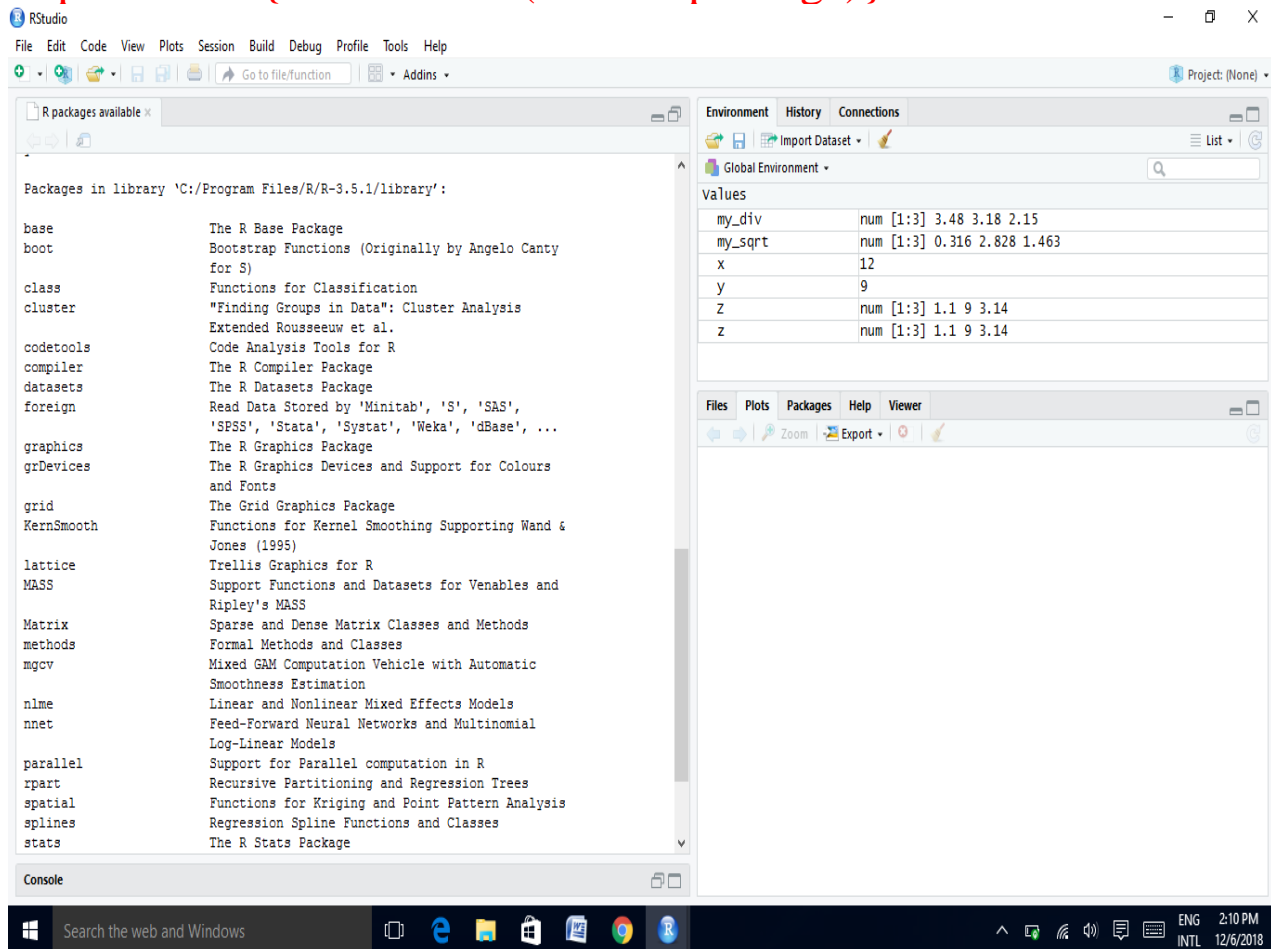 RStudio
File Edit Code View Plots Session Build Debug Profile Tools Help
Go to file/function Addins
Project: (None)
R packages available
Packages in library ‘C:/Program Files/R/R-3.5.1/library’:
base The R Base Package
boot Bootstrap Functions (Originally by Angelo Canty
for S)
class Functions for Classification
cluster "Finding Groups in Data": Cluster Analysis
Extended Rousseeuw et al.
codetools Code Analysis Tools for R
compiler The R Compiler Package
datasets The R Datasets Package
foreign Read Data Stored by 'Minitab', 'S', 'SAS',
'SPSS', 'Stata', 'Systat', 'Weka', 'dBase', ...
graphics The R Graphics Package
grDevices The R Graphics Devices and Support for Colours
and Fonts
grid The Grid Graphics Package
KernSmooth Functions for Kernel Smoothing Supporting Wand &
Jones (1995)
lattice Trellis Graphics for R
MASS Support Functions and Datasets for Venables and
Ripley's MASS
Matrix Sparse and Dense Matrix Classes and Methods
methods Formal Methods and Classes
mgcv Mixed GAM Computation Vehicle with Automatic
Smoothness Estimation
nlme Linear and Nonlinear Mixed Effects Models
nnet Feed-Forward Neural Networks and Multinomial
Log-Linear Models
parallel Support for Parallel computation in R
rpart Recursive Partitioning and Regression Trees
spatial Functions for Kriging and Point Pattern Analysis
splines Regression Spline Functions and Classes
stats The R Stats Package
Console
Environment History Connections
Import Dataset List
Global Environment
Values
my_div num [1:3] 3.48 3.18 2.15
my_sqrt num [1:3] 0.316 2.828 1.463
x 12
y 9
Z num [1:3] 1.1 9 3.14
z num [1:3] 1.1 9 3.14
Files Plots Packages Help Viewer
Zoom Export
Search the web and Windows
ENG 2:10 PM
INTL 12/6/2018